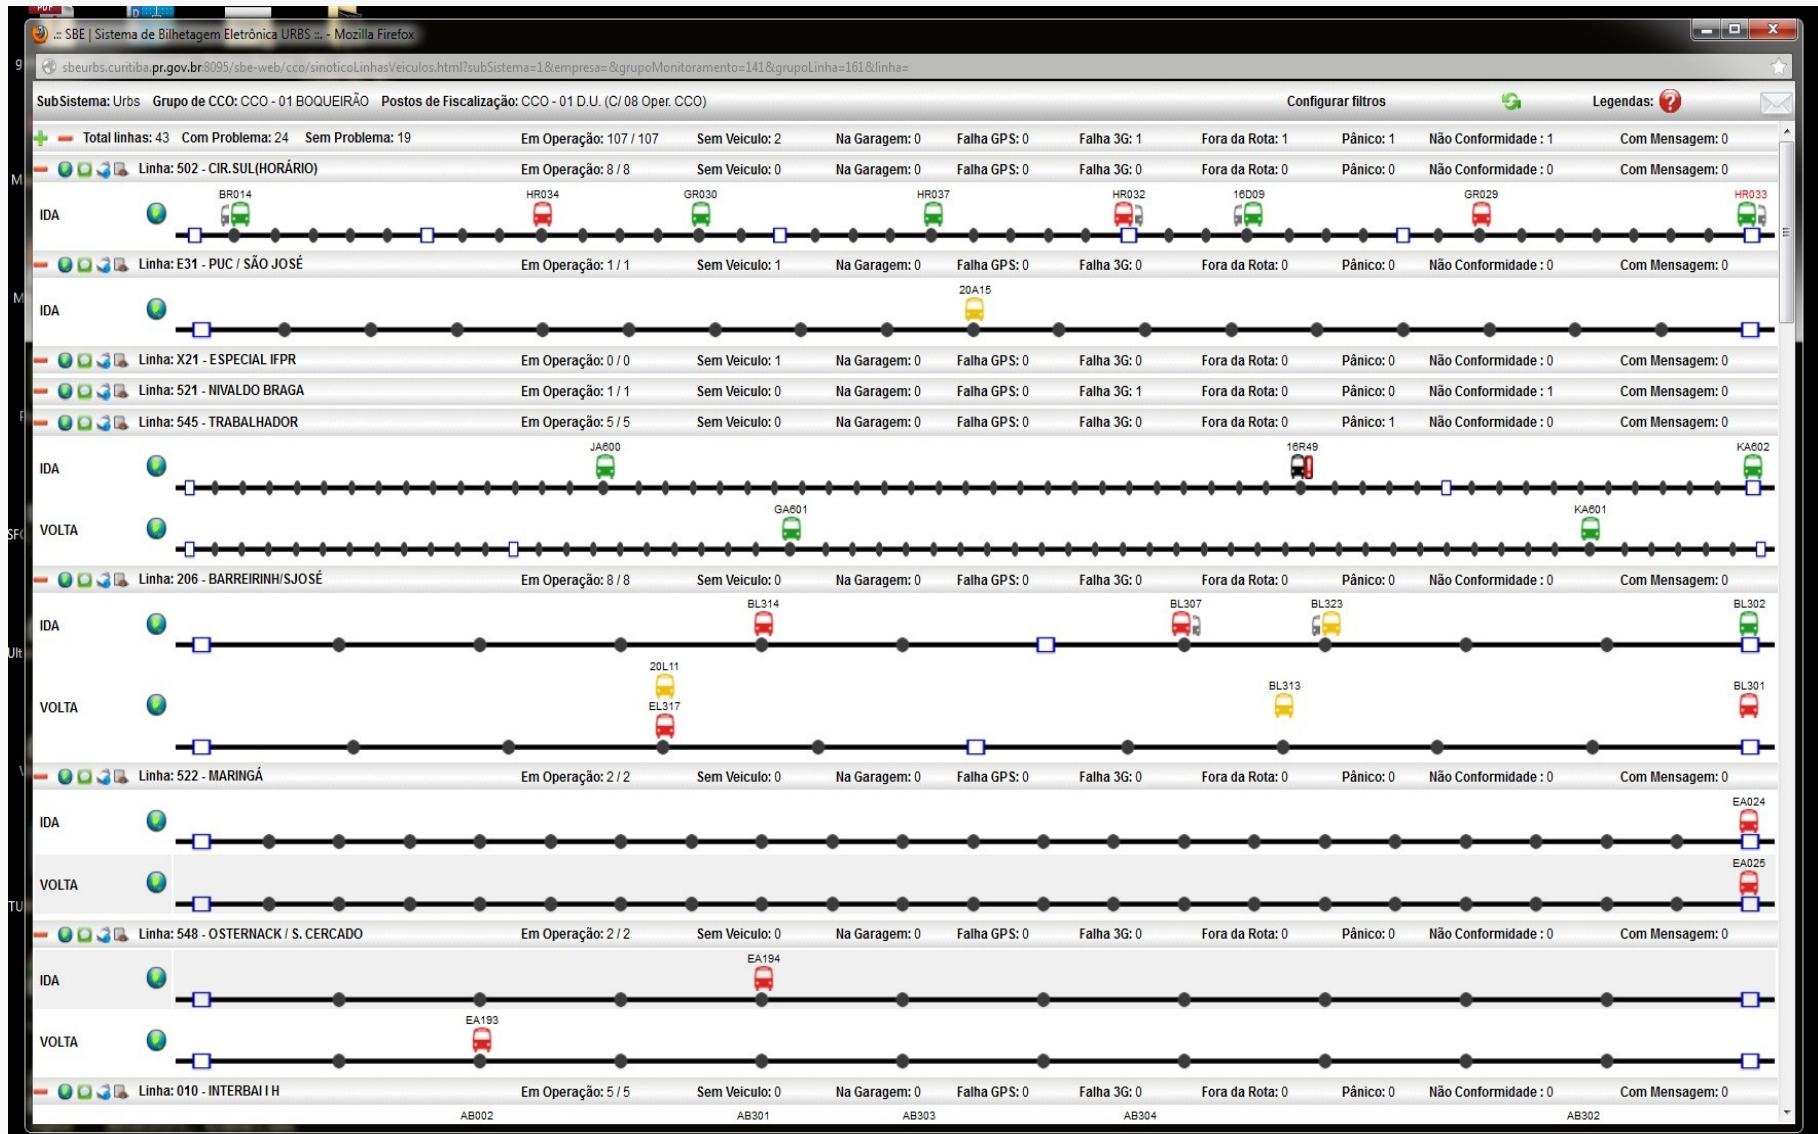 PDF
.:: SBE | Sistema de Bilhetagem Eletrônica URBS ::. - Mozilla Firefox
sbeurbs.curitiba.pr.gov.br:8095/sbe-web/cco/sinoticoLinhasVeiculos.html?subSistema=1&empresa=&grupoMonitoramento=141&grupoLinha=161&linha=
SubSistema: Urbs Grupo de CCO: CCO - 01 BOQUEIRÃO Postos de Fiscalização: CCO - 01 D.U. (C/ 08 Oper. CCO) Configurar filtros Legendas: ?
Total linhas: 43 Com Problema: 24 Sem Problema: 19 Em Operação: 107 / 107 Sem Veiculo: 2 Na Garagem: 0 Falha GPS: 0 Falha 3G: 1 Fora da Rota: 1 Pânico: 1 Não Conformidade : 1 Com Mensagem: 0
Linha: 502 - CIR.SUL(HORÁRIO) Em Operação: 8 / 8 Sem Veiculo: 0 Na Garagem: 0 Falha GPS: 0 Falha 3G: 0 Fora da Rota: 0 Pânico: 0 Não Conformidade : 0 Com Mensagem: 0
BR014 HR034 GR030 HR037 HR032 16D09 GR029 HR033
IDA
Linha: E31 - PUC / SÃO JOSÉ Em Operação: 1 / 1 Sem Veiculo: 1 Na Garagem: 0 Falha GPS: 0 Falha 3G: 0 Fora da Rota: 0 Pânico: 0 Não Conformidade : 0 Com Mensagem: 0
20A15
IDA
Linha: X21 - ESPECIAL IFPR Em Operação: 0 / 0 Sem Veiculo: 1 Na Garagem: 0 Falha GPS: 0 Falha 3G: 0 Fora da Rota: 0 Pânico: 0 Não Conformidade : 0 Com Mensagem: 0
Linha: 521 - NIVALDO BRAGA Em Operação: 1 / 1 Sem Veiculo: 0 Na Garagem: 0 Falha GPS: 0 Falha 3G: 1 Fora da Rota: 0 Pânico: 0 Não Conformidade : 1 Com Mensagem: 0
Linha: 545 - TRABALHADOR Em Operação: 5 / 5 Sem Veiculo: 0 Na Garagem: 0 Falha GPS: 0 Falha 3G: 0 Fora da Rota: 0 Pânico: 1 Não Conformidade : 0 Com Mensagem: 0
JA600 16R49 KA602
IDA
GA601 KA601
VOLTA
Linha: 206 - BARREIRINH/SJOSÉ Em Operação: 8 / 8 Sem Veiculo: 0 Na Garagem: 0 Falha GPS: 0 Falha 3G: 0 Fora da Rota: 0 Pânico: 0 Não Conformidade : 0 Com Mensagem: 0
BL314 BL307 BL323 BL302
IDA
20L11
BL313 BL301
VOLTA
EL317
Linha: 522 - MARINGÁ Em Operação: 2 / 2 Sem Veiculo: 0 Na Garagem: 0 Falha GPS: 0 Falha 3G: 0 Fora da Rota: 0 Pânico: 0 Não Conformidade : 0 Com Mensagem: 0
EA024
IDA
EA025
VOLTA
Linha: 548 - OSTERNACK / S. CERCADO Em Operação: 2 / 2 Sem Veiculo: 0 Na Garagem: 0 Falha GPS: 0 Falha 3G: 0 Fora da Rota: 0 Pânico: 0 Não Conformidade : 0 Com Mensagem: 0
EA194
IDA
EA193
VOLTA
Linha: 010 - INTERBAI I H Em Operação: 5 / 5 Sem Veiculo: 0 Na Garagem: 0 Falha GPS: 0 Falha 3G: 0 Fora da Rota: 0 Pânico: 0 Não Conformidade : 0 Com Mensagem: 0
AB002 AB301 AB303 AB304 AB302